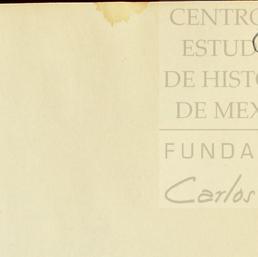 CENTRO
ESTUD
DE HISTO
DE MEX
FUNDA
Carlos